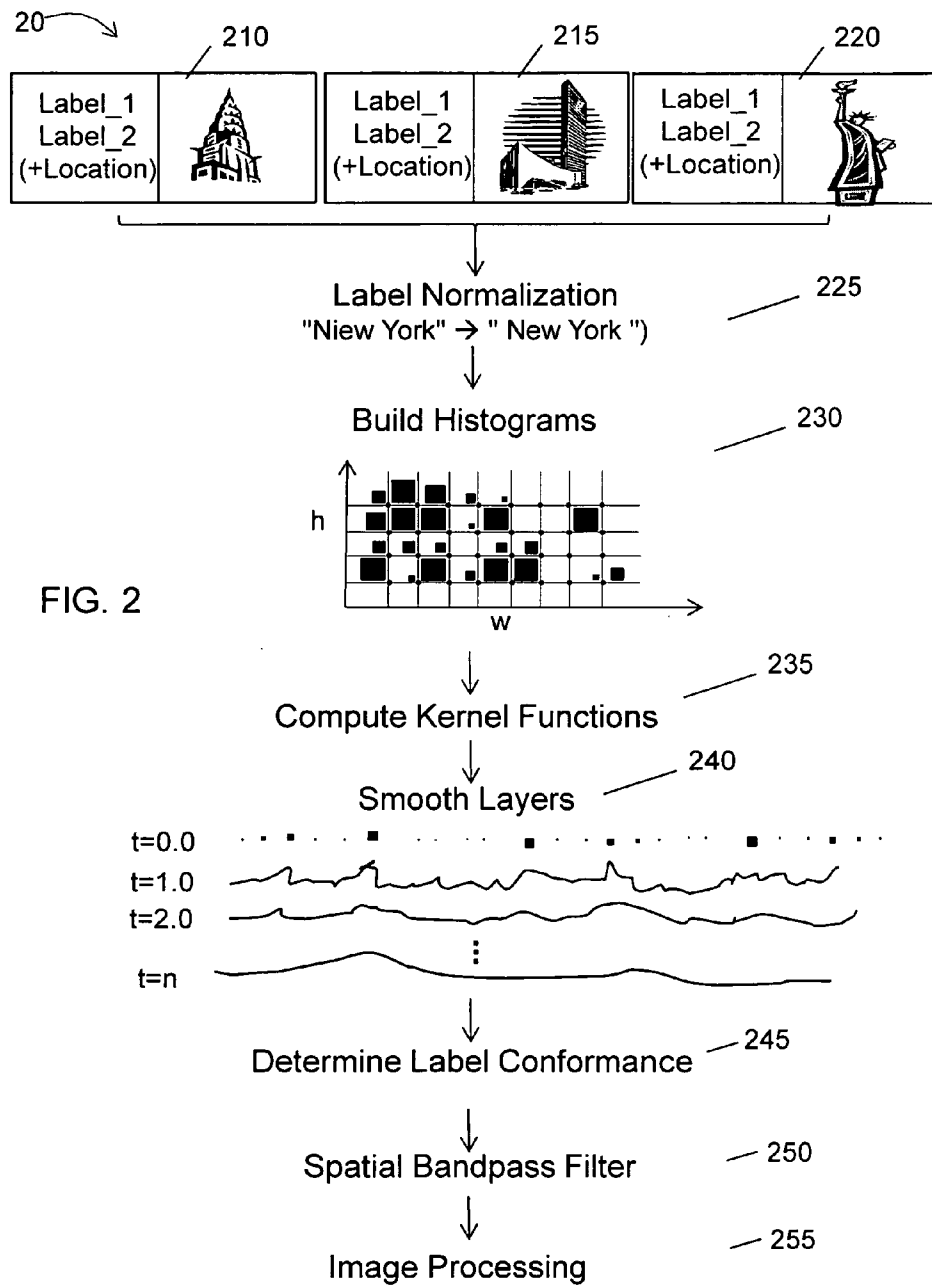 20
210
215
220
Label_1
Label_2
(+Location)
Label_1
Label_2
(+Location)
Label_1
Label_2
(+Location)
Label Normalization
225
"Niew York" → " New York ")
Build Histograms
230
h
w
FIG. 2
235
Compute Kernel Functions
240
Smooth Layers
t=0.0
t=1.0
t=2.0
t=n
Determine Label Conformance
245
Spatial Bandpass Filter
250
Image Processing
255